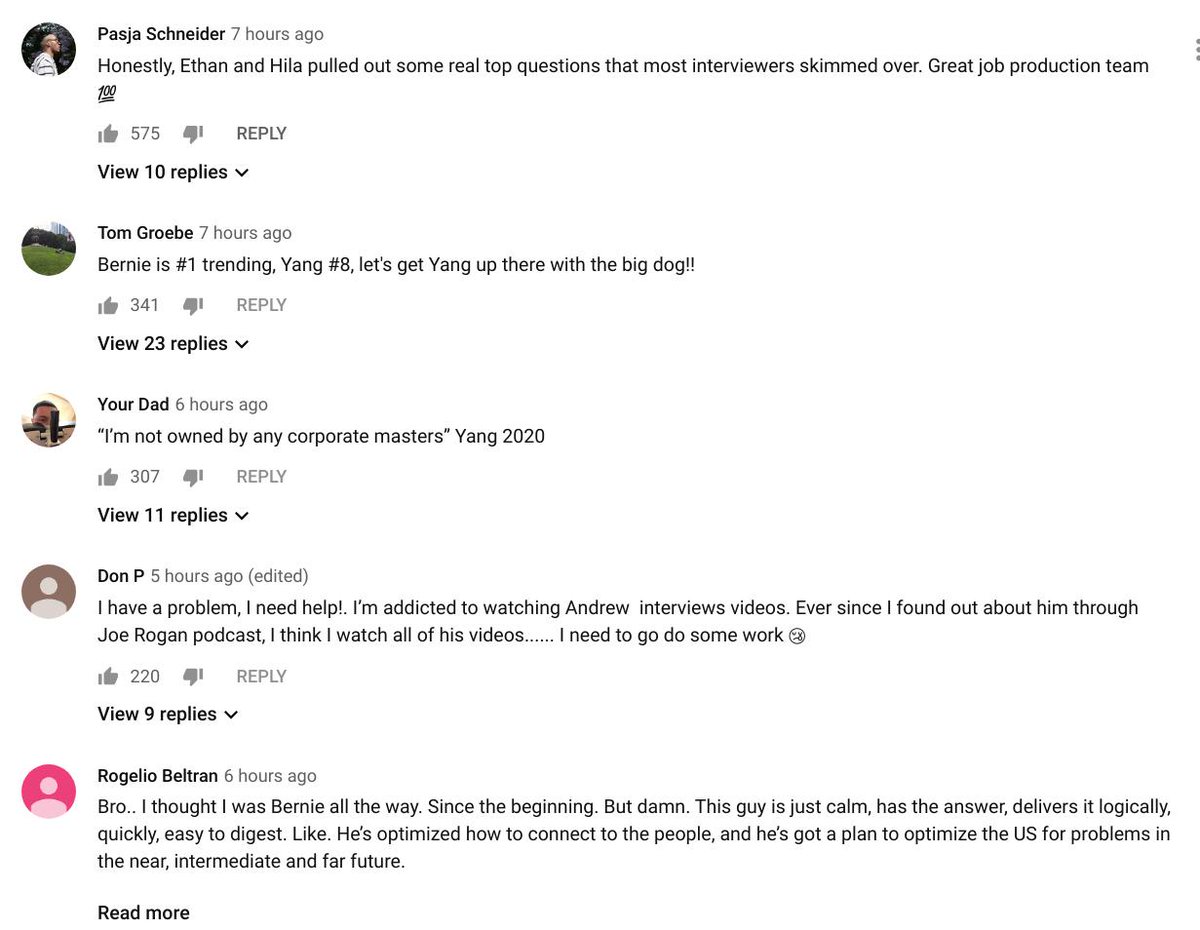 Pasja Schneider 7 hours ago
Honestly, Ethan and Hila pulled out some real top questions that most interviewers skimmed over. Great job production team
💯
575 REPLY
View 10 replies
Tom Groebe 7 hours ago
Bernie is #1 trending, Yang #8, let's get Yang up there with the big dog!!
341 REPLY
View 23 replies
Your Dad 6 hours ago
“I’m not owned by any corporate masters” Yang 2020
307 REPLY
View 11 replies
Don P 5 hours ago (edited)
I have a problem, I need help!. I’m addicted to watching Andrew  interviews videos. Ever since I found out about him through
Joe Rogan podcast, I think I watch all of his videos...... I need to go do some work 😢
220 REPLY
View 9 replies
Rogelio Beltran 6 hours ago
Bro.. I thought I was Bernie all the way. Since the beginning. But damn. This guy is just calm, has the answer, delivers it logically,
quickly, easy to digest. Like. He’s optimized how to connect to the people, and he’s got a plan to optimize the US for problems in
the near, intermediate and far future.
Read more